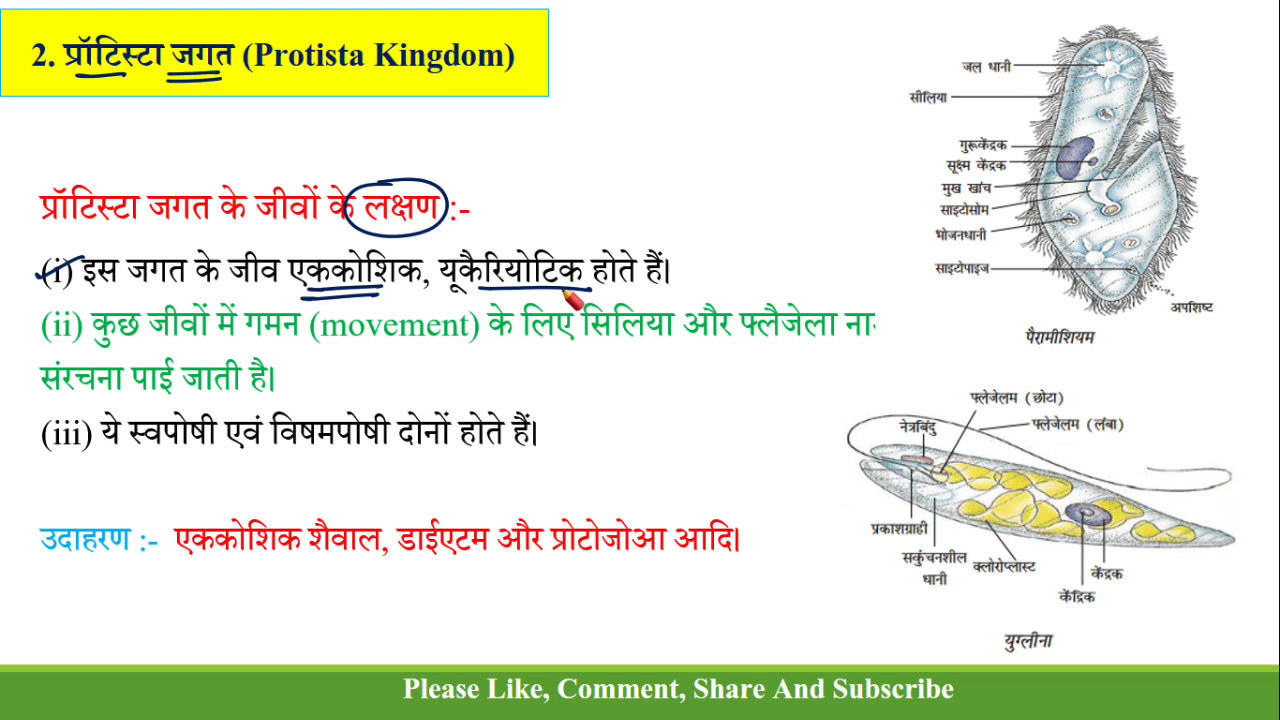 2. प्रॉटिस्टा जगत (Protista Kingdom)
प्रॉटिस्टा जगत के जीवों के लक्षण :-
(i) इस जगत के जीव एककोशिक, यूकैरियोटिक होते हैं।
(ii) कुछ जीवों में गमन (movement) के लिए सिलिया और फ्लैजेला
संरचना पाई जाती है।
(iii) ये स्वपोषी एवं विषमपोषी दोनों होते हैं।
उदाहरण :- एककोशिक शैवाल, डाईएटम और प्रोटोजोआ आदि।
जल धानी
सीलिया
गुरूकेंद्रक
सूक्ष्म केंद्रक
मुख खांच
साइटोसोम
भोजनधानी
साइटोपाइज
अपशिष्ट
पैरामीशियम
फ्लेजेलम (छोटा)
फ्लेजेलम (लंबा)
नेत्रबिंदु
प्रकाशग्राही
सकुंचनशील
धानी
क्लोरोप्लास्ट
केंद्रक
केंद्रिक
युग्लीना
Please Like, Comment, Share And Subscribe